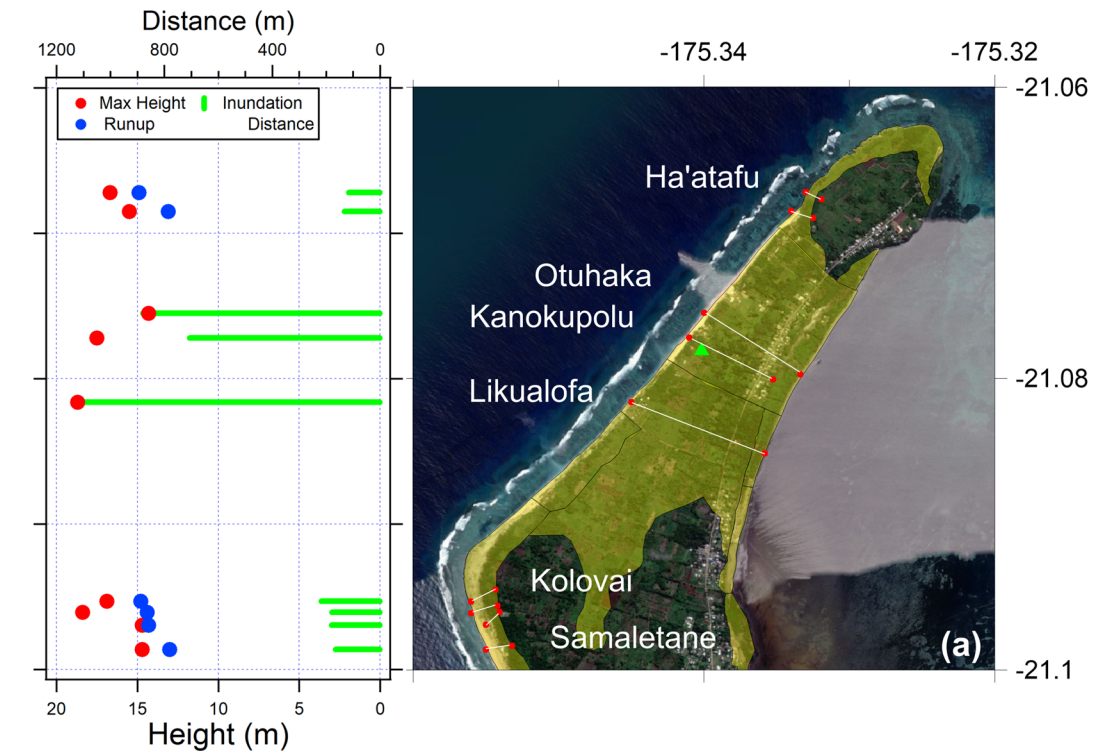 Distance (m)
1200 800 400 0
Max Height Inundation
Runup Distance
20 15 10 5 0
Height (m)
-175.34 -175.32
-21.06
Ha'atafu
Otuhaka
Kanokupolu
-21.08
Likualofa
Kolovai
Samaletane
(a)
-21.1